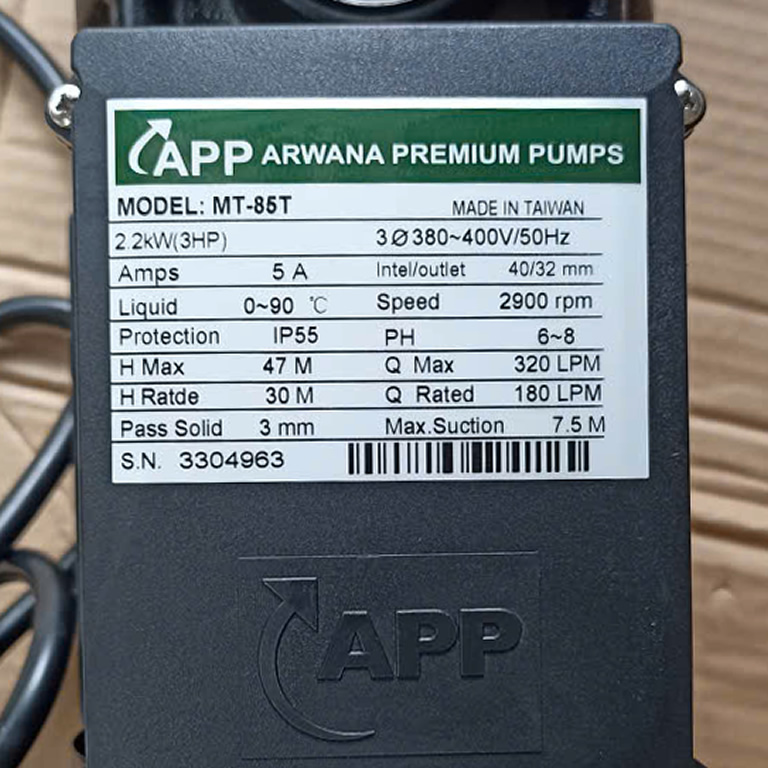 APP ARWANA PREMIUM PUMPS
MODEL: MT-85T MADE IN TAIWAN
2.2kW(3HP) 3Ø380~400V/50Hz
Amps 5 A Intel/outlet 40/32 mm
Liquid 0~90 ℃ Speed 2900 rpm
Protection IP55 PH 6~8
H Max 47 M Q Max 320 LPM
H Ratde 30 M Q Rated 180 LPM
Pass Solid 3 mm Max.Suction 7.5 M
S.N. 3304963
APP